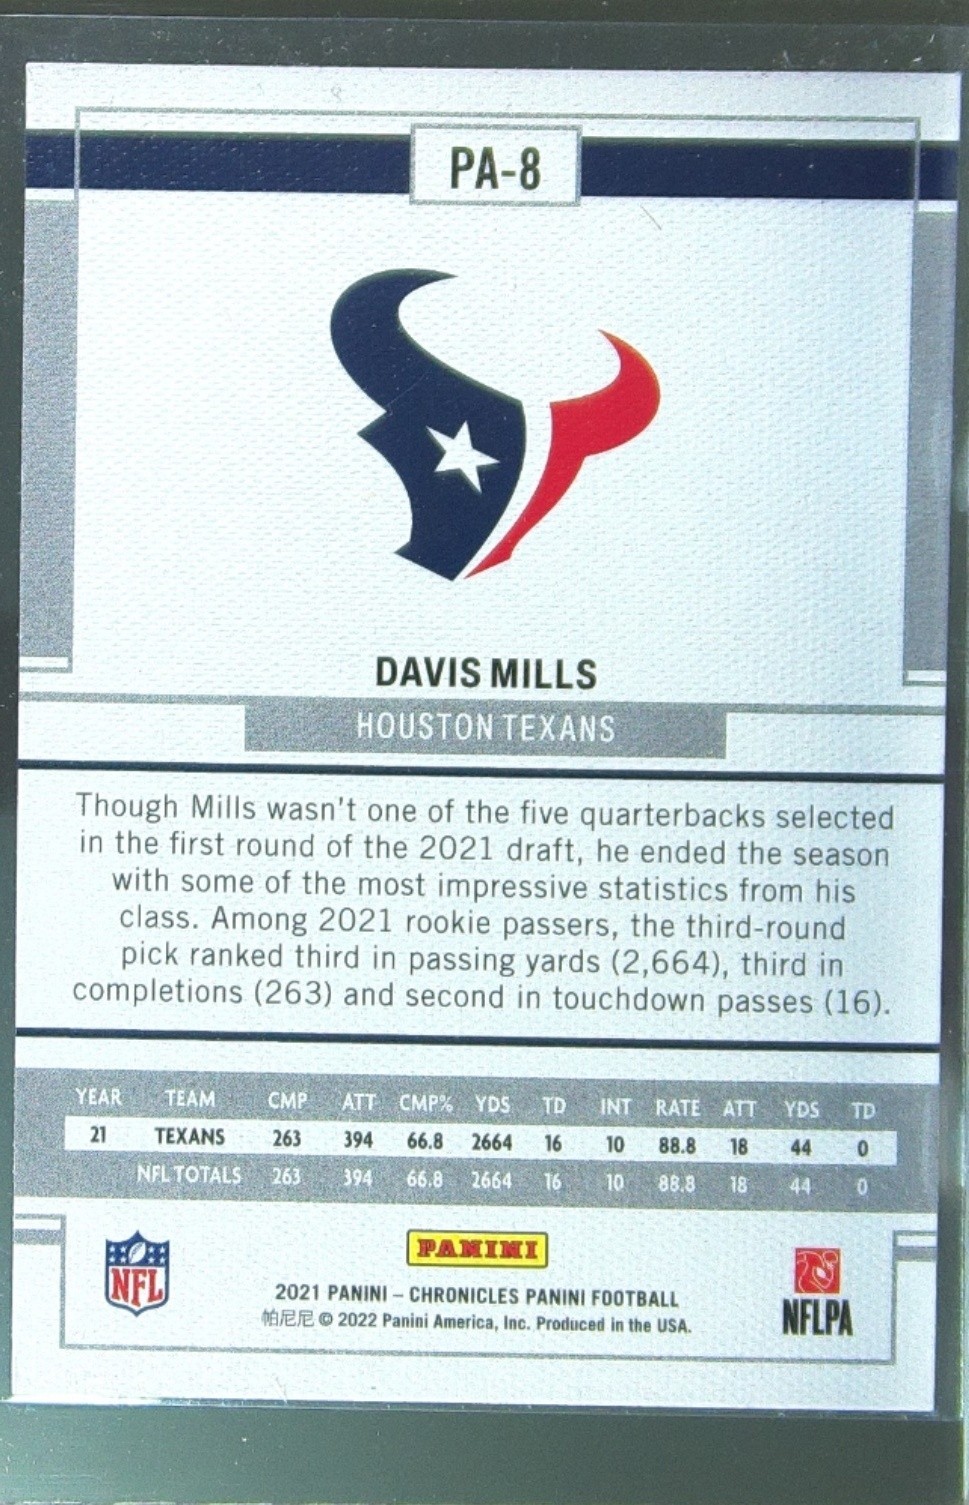 PA-8
DAVIS MILLS
HOUSTON TEXANS
Though Mills wasn't one of the five quarterbacks selected
in the first round of the 2021 draft, he ended the season
with some of the most impressive statistics from his
class. Among 2021 rookie passers, the third-round
pick ranked third in passing yards (2,664), third in
completions (263) and second in touchdown passes (16).
YEAR TEAM CMP ATT CMP% YDS TD INT RATE ATT YDS TD
21 TEXANS 263 394 66.8 2664 16 10 88.8 18 44 0
NFL TOTALS 263 394 66.8 2664 16 10 88.8 18 44 0
NFL
PANINI
NFLPA
2021 PANINI – CHRONICLES PANINI FOOTBALL
帕尼尼 © 2022 Panini America, Inc. Produced in the USA.